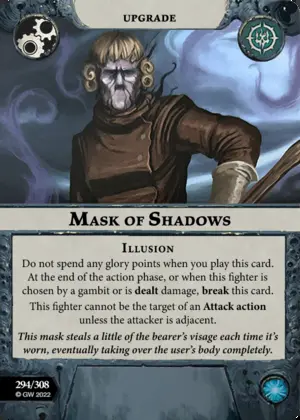 UPGRADE
MASK OF SHADOWS
ILLUSION
Do not spend any glory points when you play this card.
At the end of the action phase, or when this fighter is
chosen by a gambit or is dealt damage, break this card.
This fighter cannot be the target of an Attack action
unless the attacker is adjacent.
This mask steals a little of the bearer's visage each time it's
worn, eventually taking over the user's body completely.
294/308
© GW 2022